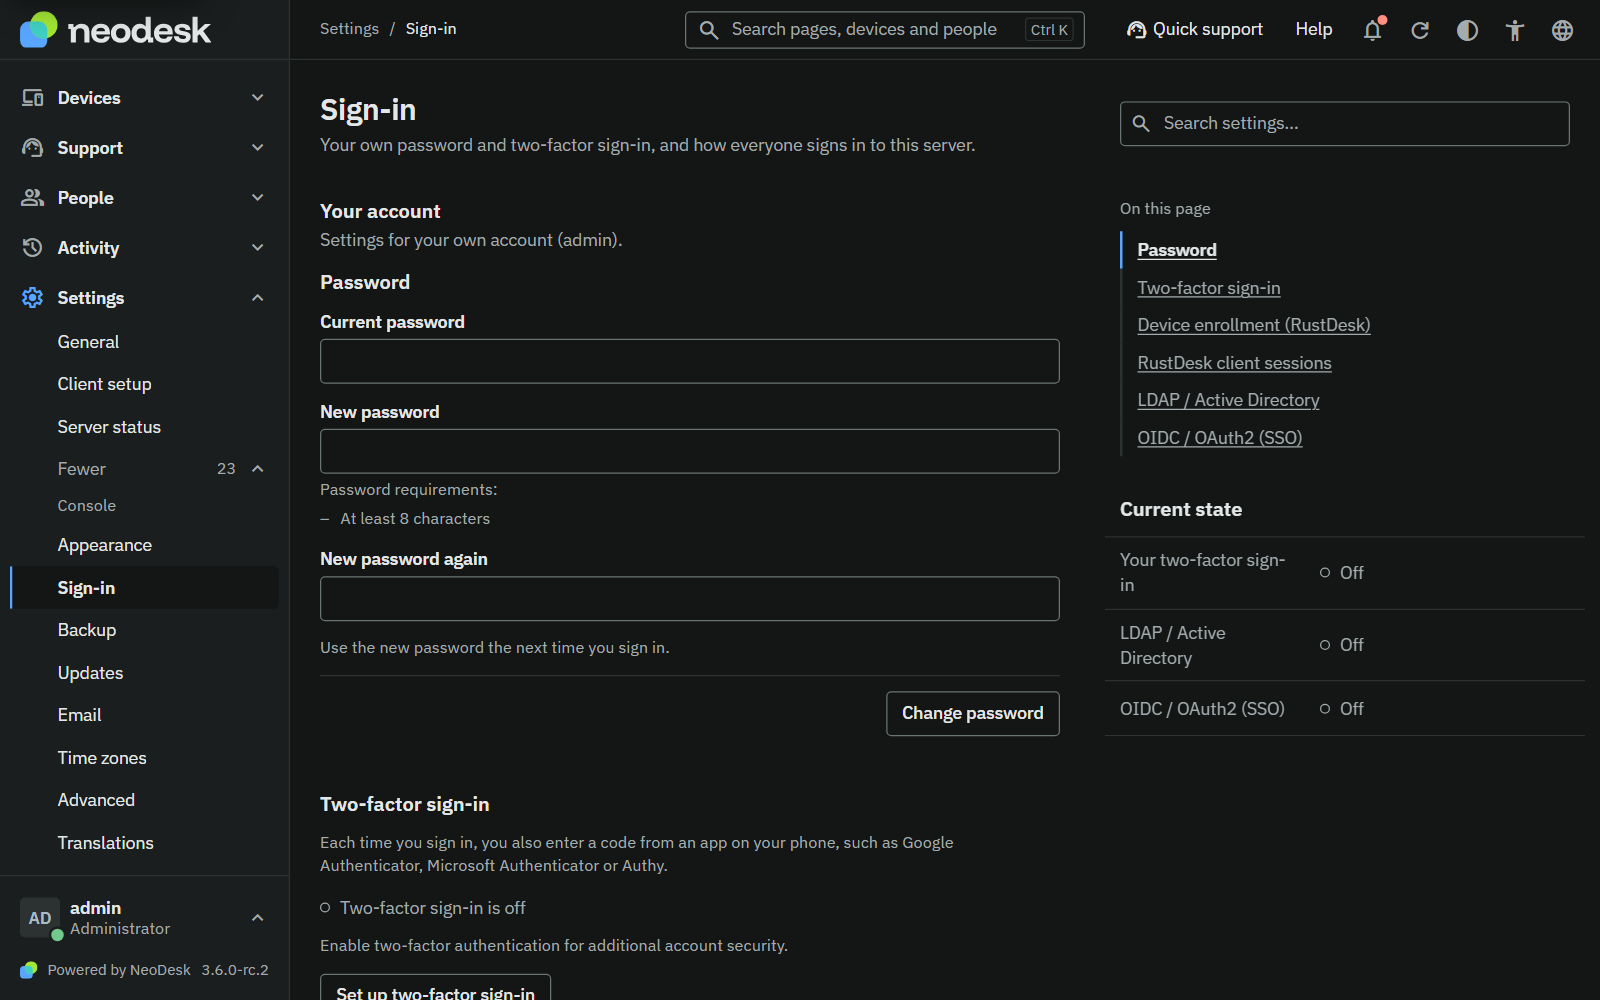 neodesk
Settings / Sign-in
Search pages, devices and people
Ctrl K
Quick support
Help
Devices
Support
People
Activity
Settings
General
Client setup
Server status
Fewer 23
Console
Appearance
Sign-in
Backup
Updates
Email
Time zones
Advanced
Translations
AD
admin
Administrator
Powered by NeoDesk 3.6.0-rc.2
Sign-in
Your own password and two-factor sign-in, and how everyone signs in to this server.
Your account
Settings for your own account (admin).
Password
Current password
New password
Password requirements:
– At least 8 characters
New password again
Use the new password the next time you sign in.
Change password
Two-factor sign-in
Each time you sign in, you also enter a code from an app on your phone, such as Google
Authenticator, Microsoft Authenticator or Authy.
Two-factor sign-in is off
Enable two-factor authentication for additional account security.
Set up two-factor sign-in
Search settings...
On this page
Password
Two-factor sign-in
Device enrollment (RustDesk)
RustDesk client sessions
LDAP / Active Directory
OIDC / OAuth2 (SSO)
Current state
Your two-factor sign-
in
Off
LDAP / Active
Directory
Off
OIDC / OAuth2 (SSO)
Off